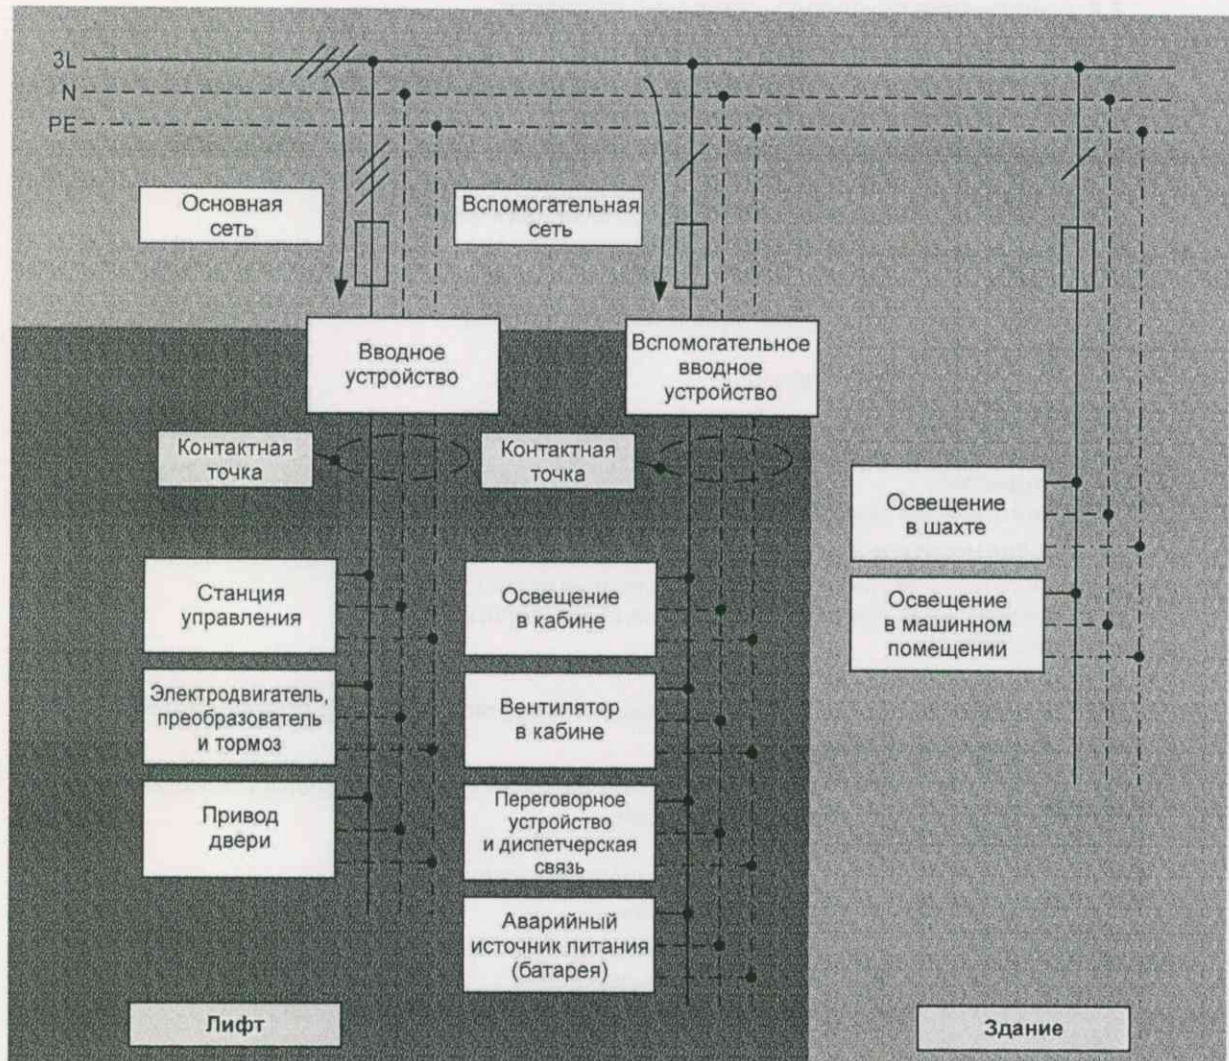 3L
N
PE
Основная
сеть
Вспомогательная
сеть
Вводное
устройство
Вспомогательное
вводное
устройство
Контактная
точка
Контактная
точка
Освещение
в шахте
Станция
управления
Освещение
в кабине
Освещение
в машинном
помещении
Электродвигатель,
преобразователь
и тормоз
Вентилятор
в кабине
Привод
двери
Переговорное
устройство
и диспетчерская
связь
Аварийный
источник питания
(батарея)
Лифт
Здание